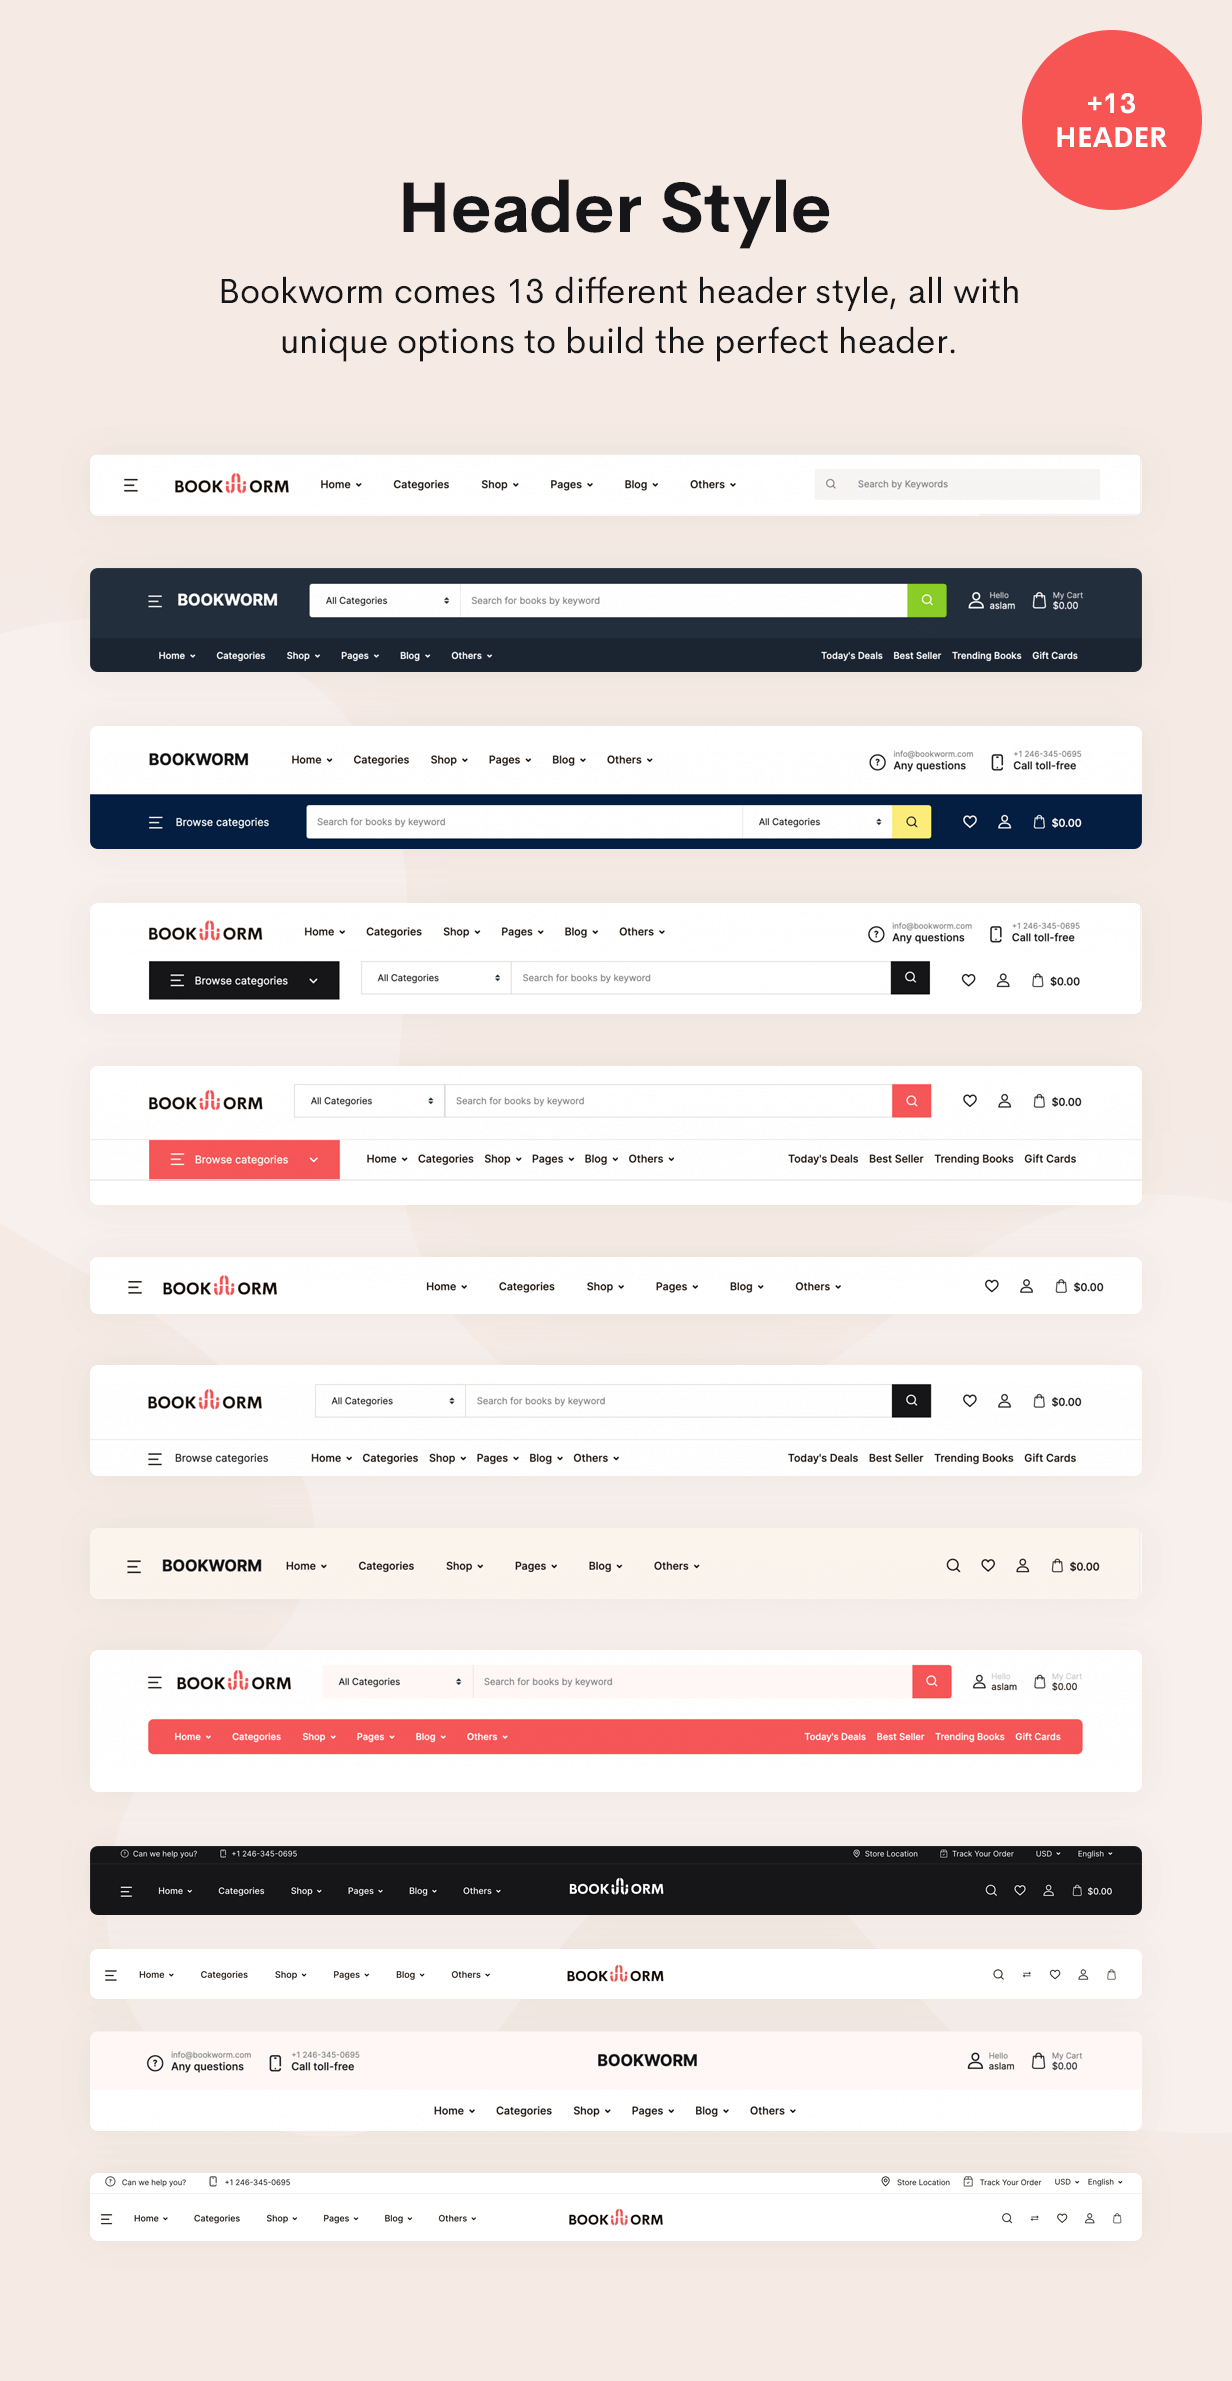 +13
HEADER
Header Style
Bookworm comes 13 different header style, all with
unique options to build the perfect header.
BOOKWORM Home Categories Shop Pages Blog Others Search by Keywords
BOOKWORM All Categories Search for books by keyword Hello aslam My Cart $0.00
Home Categories Shop Pages Blog Others Today's Deals Best Seller Trending Books Gift Cards
BOOKWORM Home Categories Shop Pages Blog Others info@bookworm.com Any questions +1 246-345-0695 Call toll-free
Browse categories Search for books by keyword All Categories $0.00
BOOKWORM Home Categories Shop Pages Blog Others info@bookworm.com Any questions +1 246-345-0695 Call toll-free
Browse categories All Categories Search for books by keyword $0.00
BOOKWORM All Categories Search for books by keyword $0.00
Browse categories Home Categories Shop Pages Blog Others Today's Deals Best Seller Trending Books Gift Cards
BOOKWORM Home Categories Shop Pages Blog Others $0.00
BOOKWORM All Categories Search for books by keyword $0.00
Browse categories Home Categories Shop Pages Blog Others Today's Deals Best Seller Trending Books Gift Cards
BOOKWORM Home Categories Shop Pages Blog Others $0.00
BOOKWORM All Categories Search for books by keyword Hello aslam My Cart $0.00
Home Categories Shop Pages Blog Others Today's Deals Best Seller Trending Books Gift Cards
Can we help you? +1 246-345-0695 Store Location Track Your Order USD English
Home Categories Shop Pages Blog Others BOOKWORM $0.00
Home Categories Shop Pages Blog Others BOOKWORM
info@bookworm.com Any questions +1 246-345-0695 Call toll-free BOOKWORM Hello aslam My Cart $0.00
Home Categories Shop Pages Blog Others
Can we help you? +1 246-345-0695 Store Location Track Your Order USD English
Home Categories Shop Pages Blog Others BOOKWORM